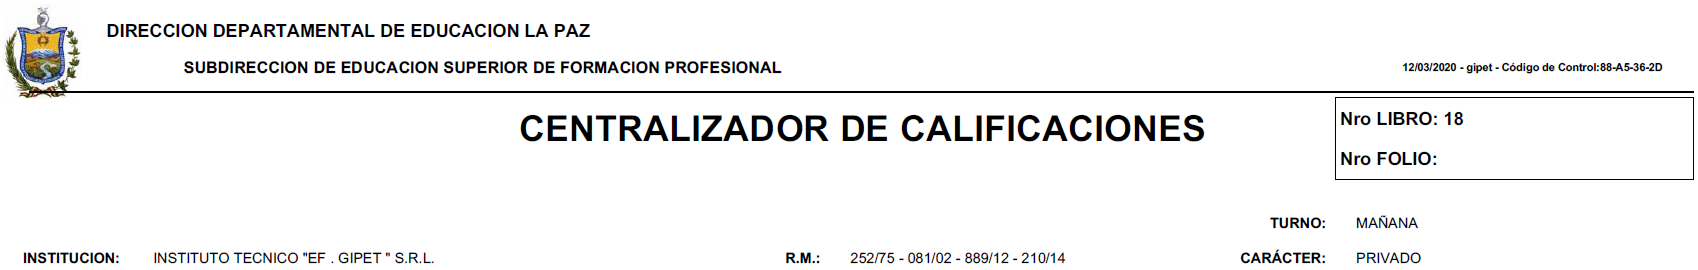 DIRECCION DEPARTAMENTAL DE EDUCACION LA PAZ
SUBDIRECCION DE EDUCACION SUPERIOR DE FORMACION PROFESIONAL
12/03/2020 - gipet - Código de Control:88-A5-36-2D
CENTRALIZADOR DE CALIFICACIONES
Nro LIBRO: 18
Nro FOLIO:
TURNO: MAÑANA
INSTITUCION: INSTITUTO TECNICO "EF . GIPET " S.R.L. R.M.: 252/75 - 081/02 - 889/12 - 210/14 CARÁCTER: PRIVADO